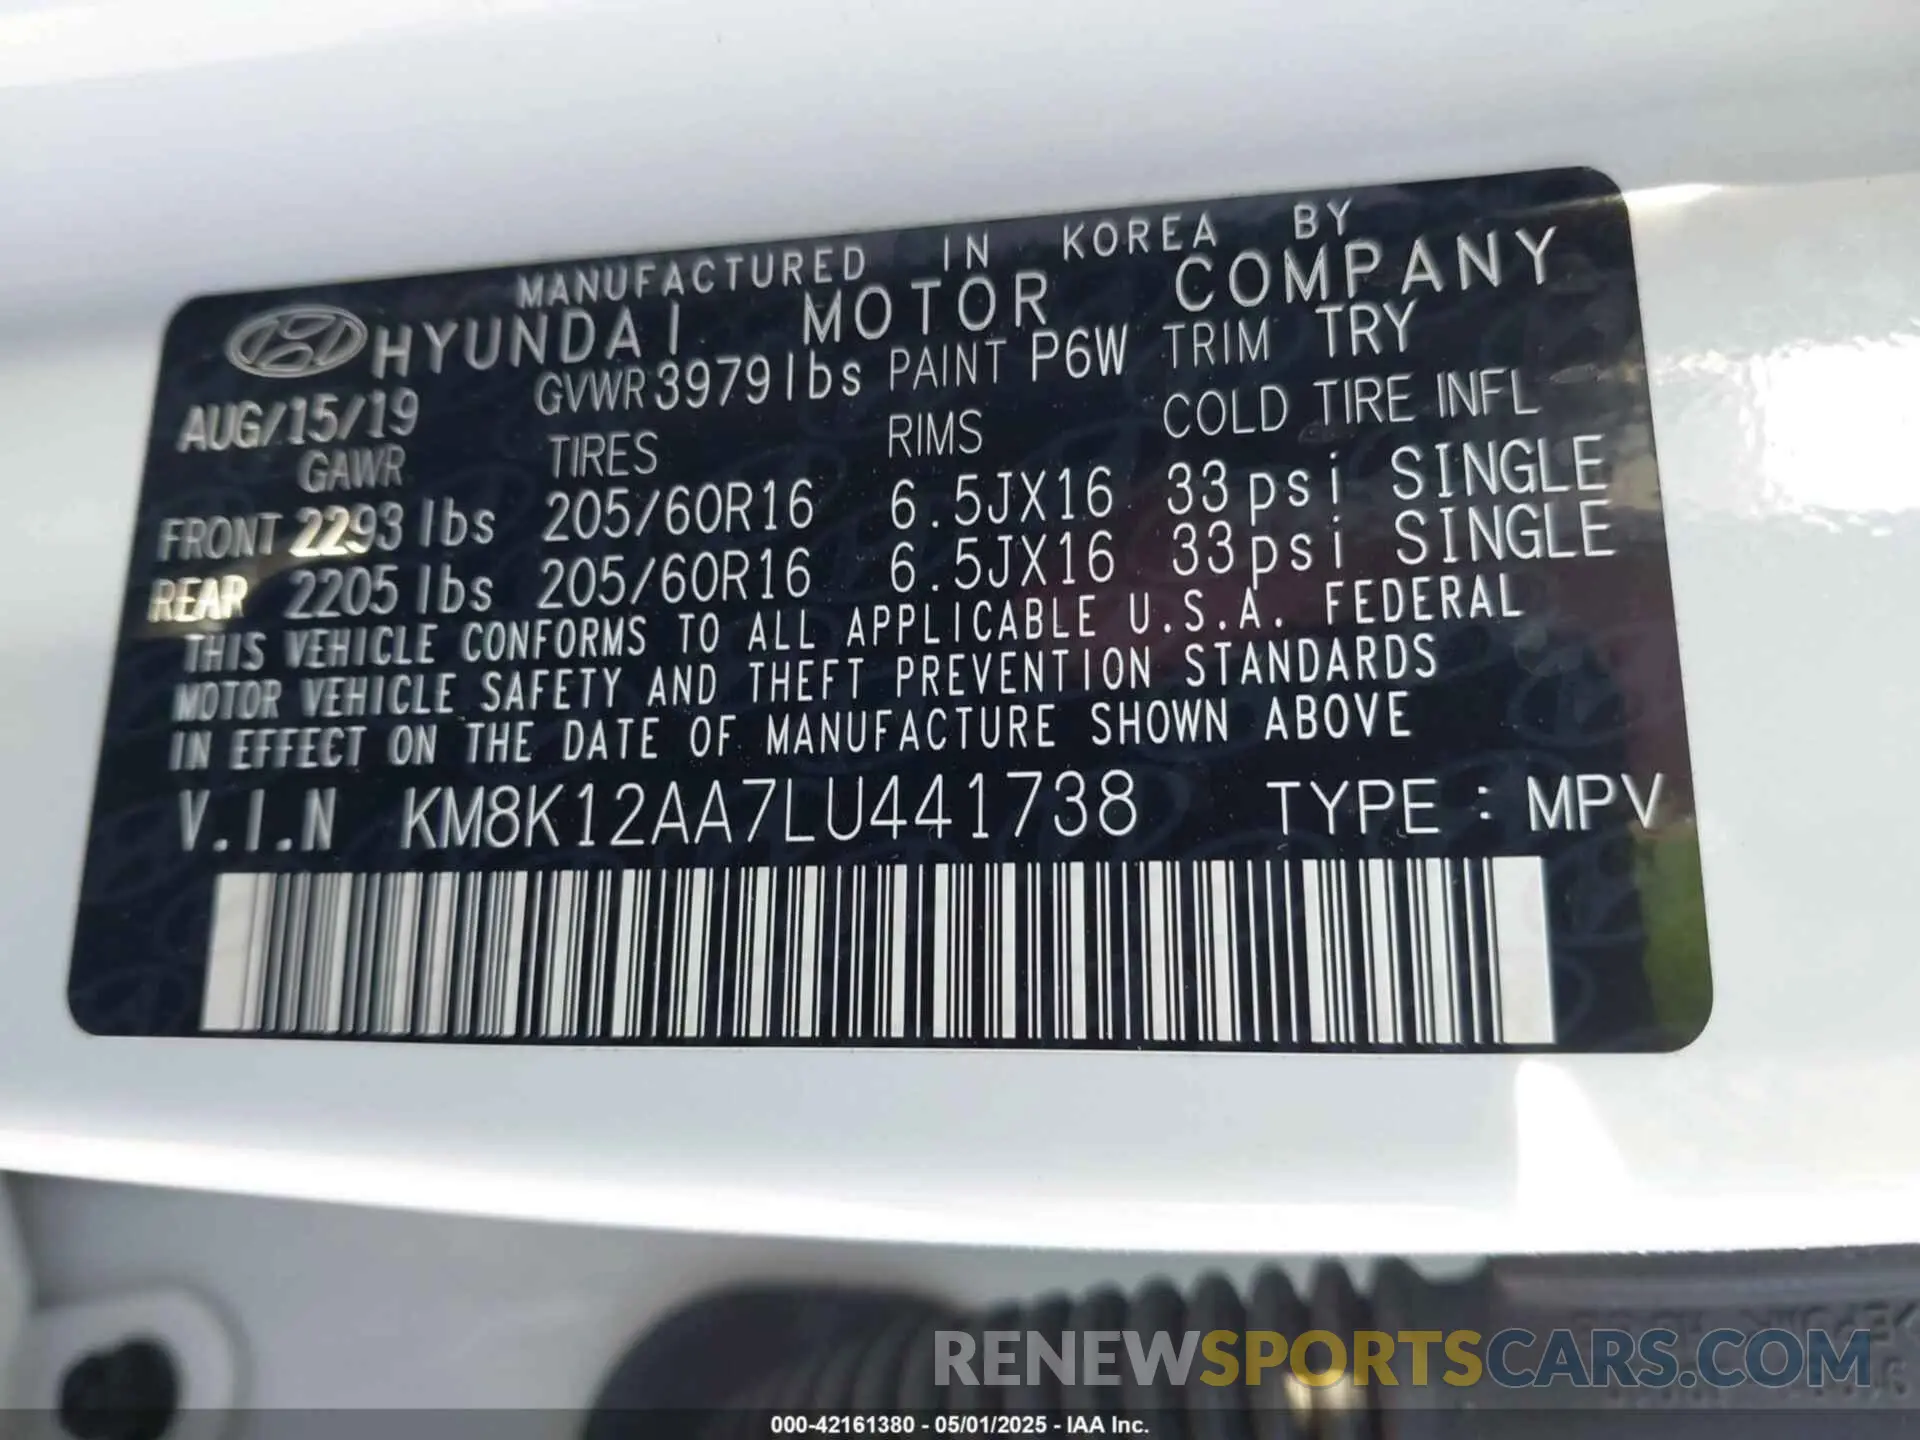 MANUFACTURED IN KOREA BY
HYUNDAI MOTOR COMPANY
AUG/15/19 GVWR 3979lbs PAINT P6W TRIM TRY
GAWR TIRES RIMS COLD TIRE INFL
FRONT 2293 lbs 205/60R16 6.5JX16 33psi SINGLE
REAR 2205 lbs 205/60R16 6.5JX16 33psi SINGLE
THIS VEHICLE CONFORMS TO ALL APPLICABLE U.S.A. FEDERAL
MOTOR VEHICLE SAFETY AND THEFT PREVENTION STANDARDS
IN EFFECT ON THE DATE OF MANUFACTURE SHOWN ABOVE
V.I.N KM8K12AA7LU441738 TYPE : MPV
RENEWSPORTSCARS.COM
000-42161380 - 05/01/2025 - IAA Inc.